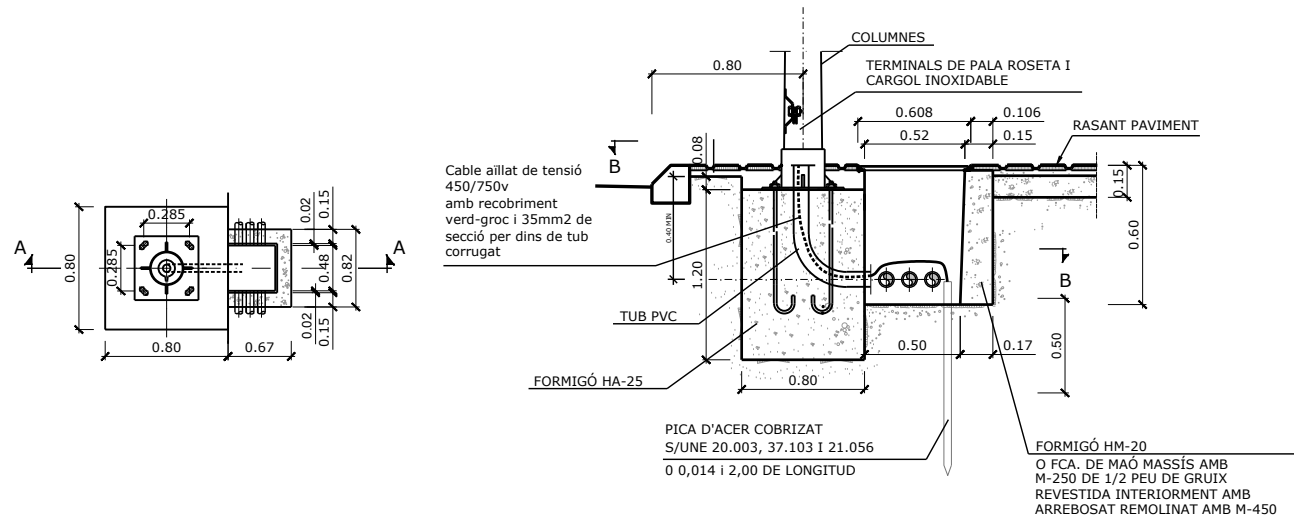 A
A
0.80
0.285
0.285
0.02
0.15
0.48
0.82
0.02
0.15
0.80
0.67
COLUMNES
0.80
TERMINALS DE PALA ROSETA I
CARGOL INOXIDABLE
0.608
0.106
0.52
0.15
RASANT PAVIMENT
B
0.08
Cable aïllat de tensió
450/750v
amb recobriment
verd-groc i 35mm2 de
secció per dins de tub
corrugat
0.40 MIN
1.20
0.15
0.60
B
TUB PVC
0.50
0.17
0.50
FORMIGÓ HA-25
0.80
PICA D'ACER COBRIZAT
S/UNE 20.003, 37.103 I 21.056
0 0,014 i 2,00 DE LONGITUD
FORMIGÓ HM-20
O FCA. DE MAÓ MASSÍS AMB
M-250 DE 1/2 PEU DE GRUIX
REVESTIDA INTERIORMENT AMB
ARREBOSAT REMOLINAT AMB M-450